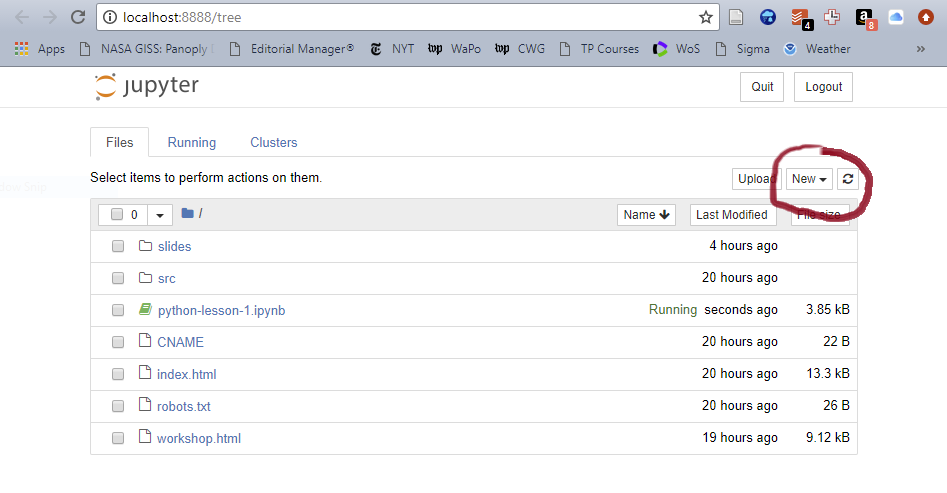 localhost:8888/tree
4
8
Apps NASA GISS: Panoply Editorial Manager® NYT WaPo CWG TP Courses WoS Sigma Weather »
jupyter Quit Logout
Files Running Clusters
Select items to perform actions on them. Upload New
0 / Name Last Modified File size
slides 4 hours ago
src 20 hours ago
python-lesson-1.ipynb Running seconds ago 3.85 kB
CNAME 20 hours ago 22 B
index.html 20 hours ago 13.3 kB
robots.txt 20 hours ago 26 B
workshop.html 19 hours ago 9.12 kB